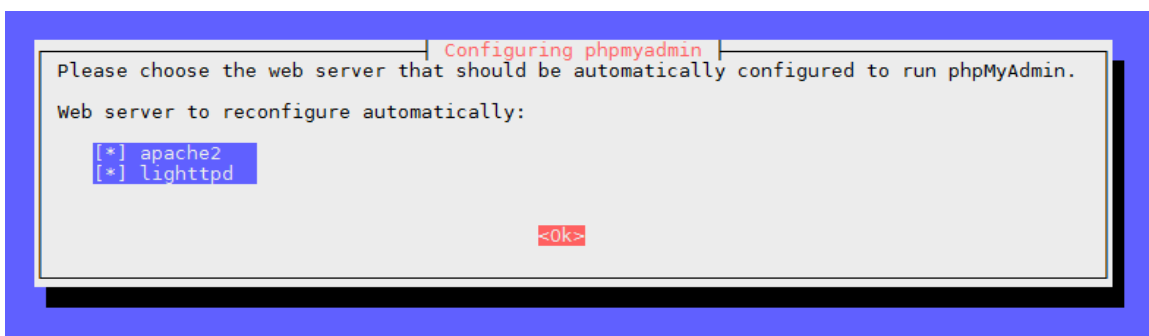 Configuring phpmyadmin
Please choose the web server that should be automatically configured to run phpMyAdmin.
Web server to reconfigure automatically:
[*] apache2
[*] lighttpd
<Ok>